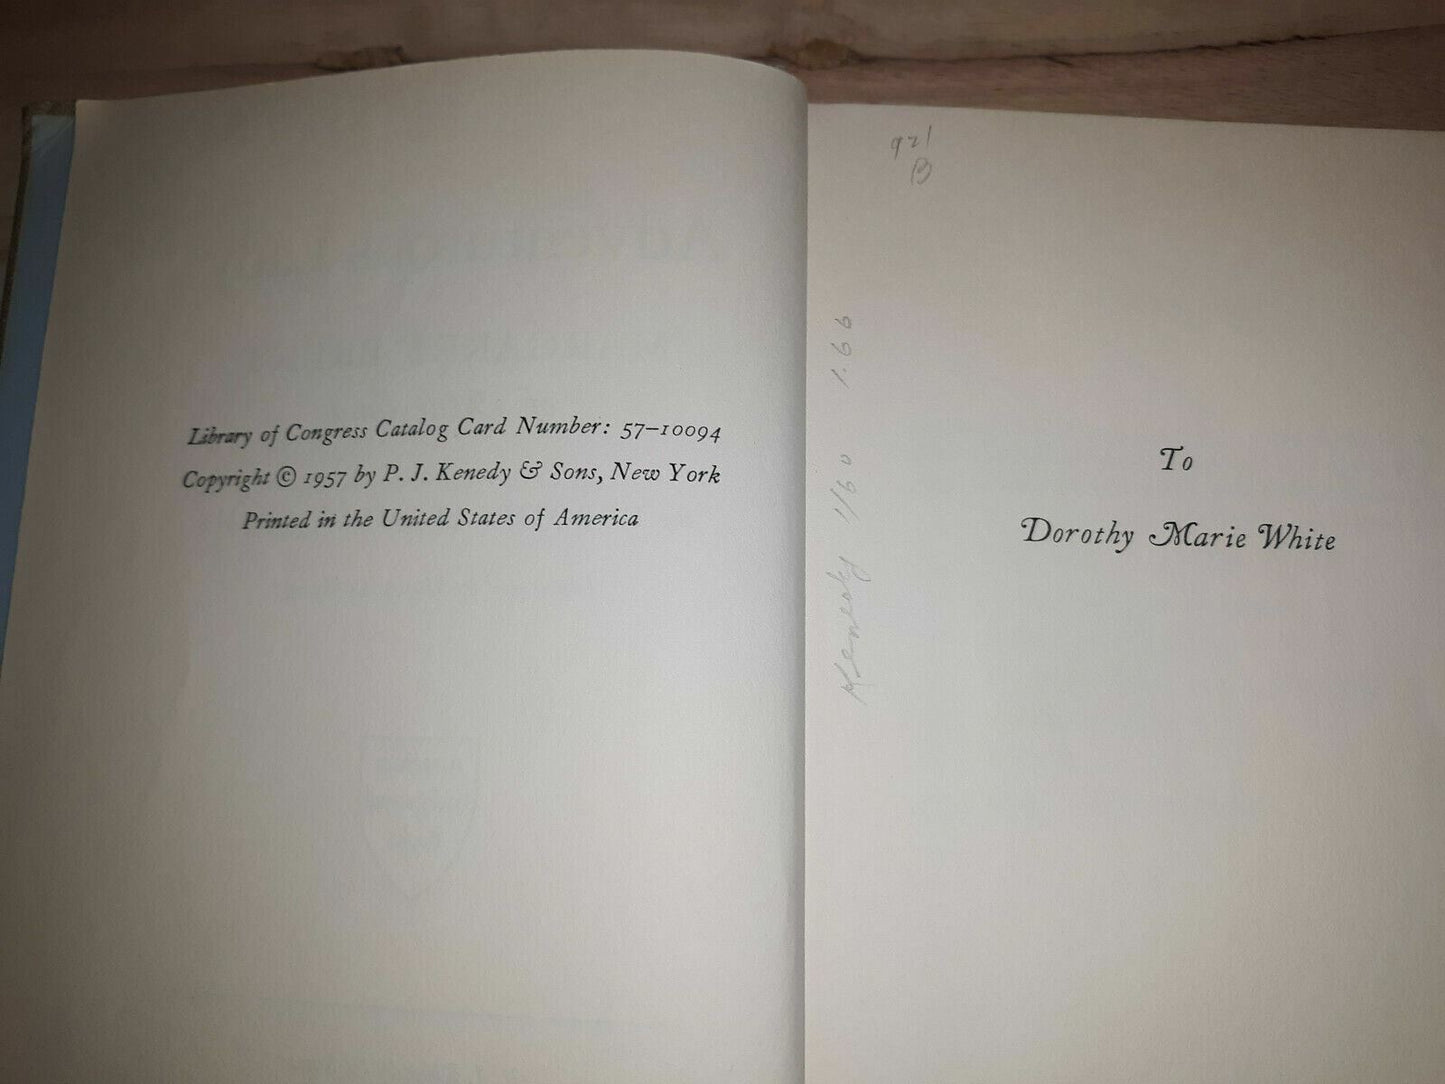 Library of Congress Catalog Card Number: 57–10094
Copyright © 1957 by P. J. Kenedy & Sons, New York
Printed in the United States of America
921
B
Kenedy 1/60 1.66
To
Dorothy Marie White